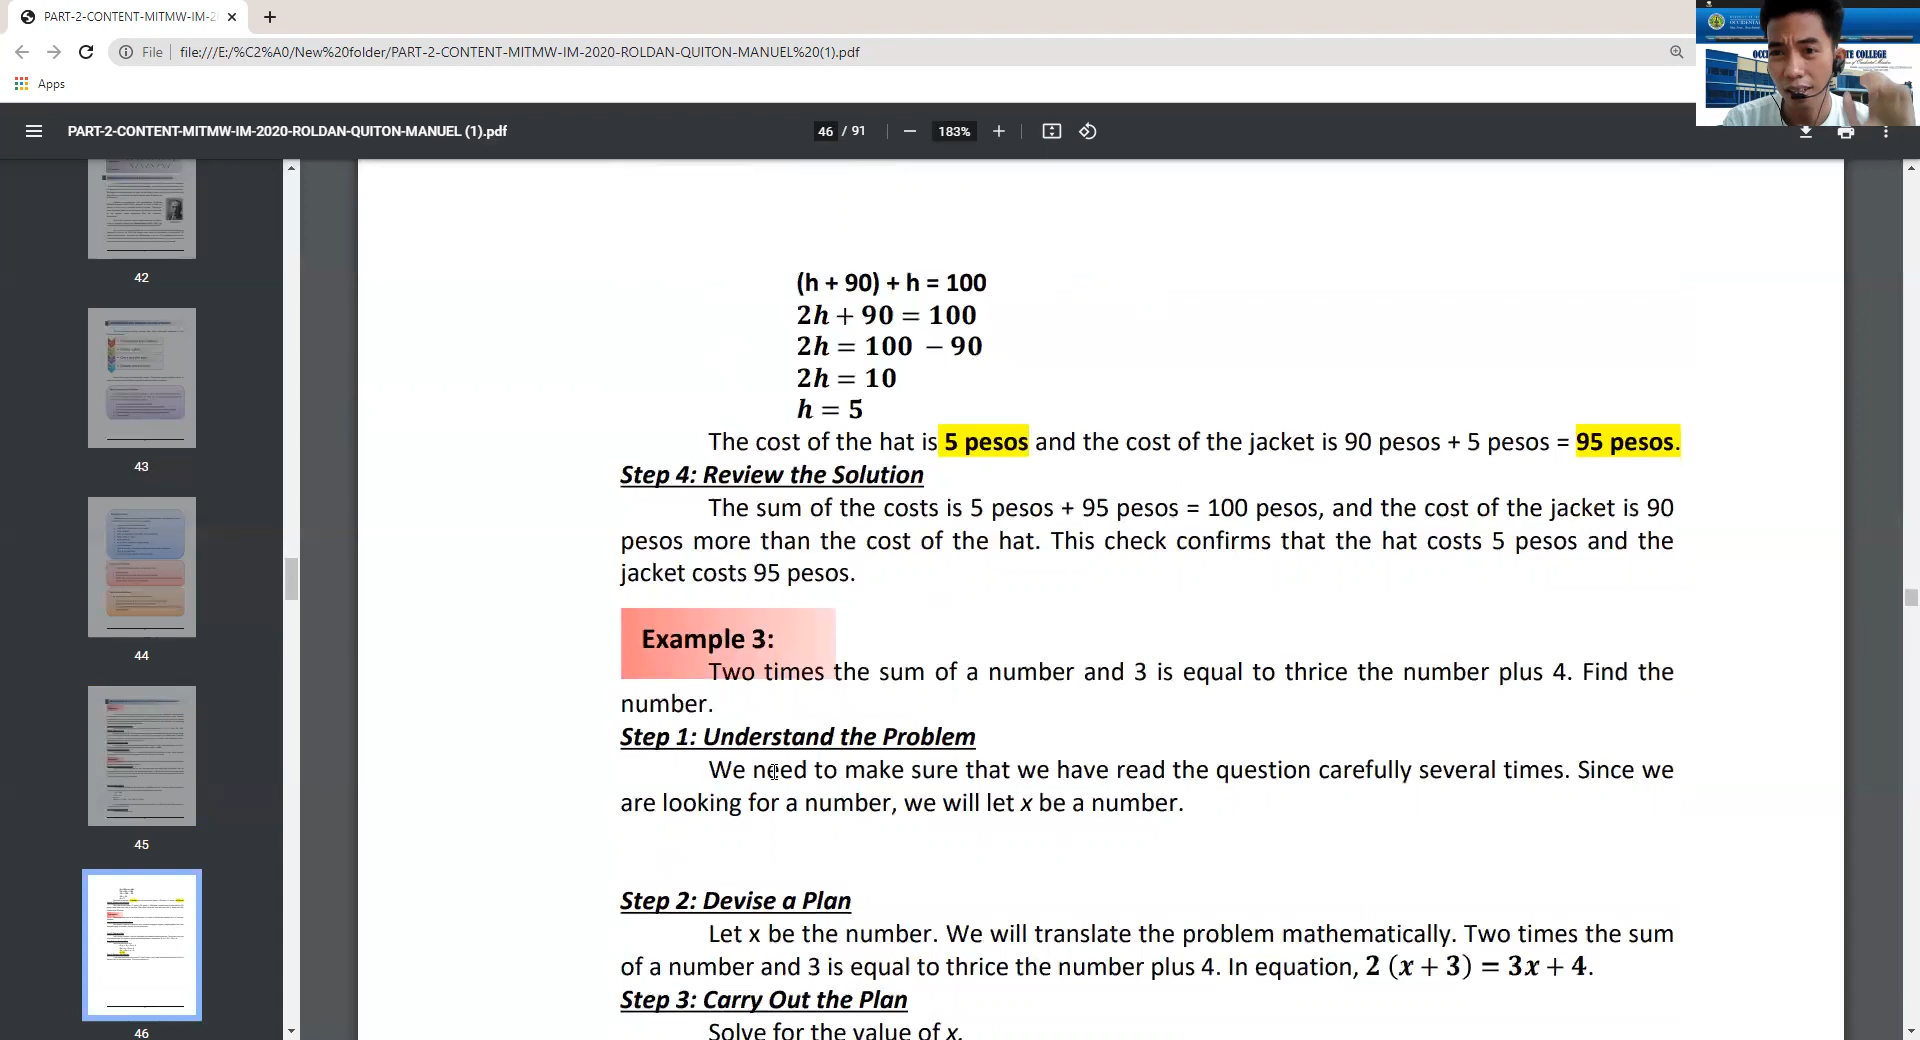 PART-2-CONTENT-MITMW-IM-2
File
file:///E:/%C2%A0/New%20folder/PART-2-CONTENT-MITMW-IM-2020-ROLDAN-QUITON-MANUEL%20(1).pdf
Apps
PART-2-CONTENT-MITMW-IM-2020-ROLDAN-QUITON-MANUEL (1).pdf
46 / 91
183%
42
43
44
45
46
(h + 90) + h = 100
2h + 90 = 100
2h = 100 − 90
2h = 10
h = 5
The cost of the hat is 5 pesos and the cost of the jacket is 90 pesos + 5 pesos = 95 pesos.
Step 4: Review the Solution
The sum of the costs is 5 pesos + 95 pesos = 100 pesos, and the cost of the jacket is 90
pesos more than the cost of the hat. This check confirms that the hat costs 5 pesos and the
jacket costs 95 pesos.
Example 3:
Two times the sum of a number and 3 is equal to thrice the number plus 4. Find the
number.
Step 1: Understand the Problem
We need to make sure that we have read the question carefully several times. Since we
are looking for a number, we will let x be a number.
Step 2: Devise a Plan
Let x be the number. We will translate the problem mathematically. Two times the sum
of a number and 3 is equal to thrice the number plus 4. In equation, 2 (x + 3) = 3x + 4.
Step 3: Carry Out the Plan
Solve for the value of x.
COLLEGE